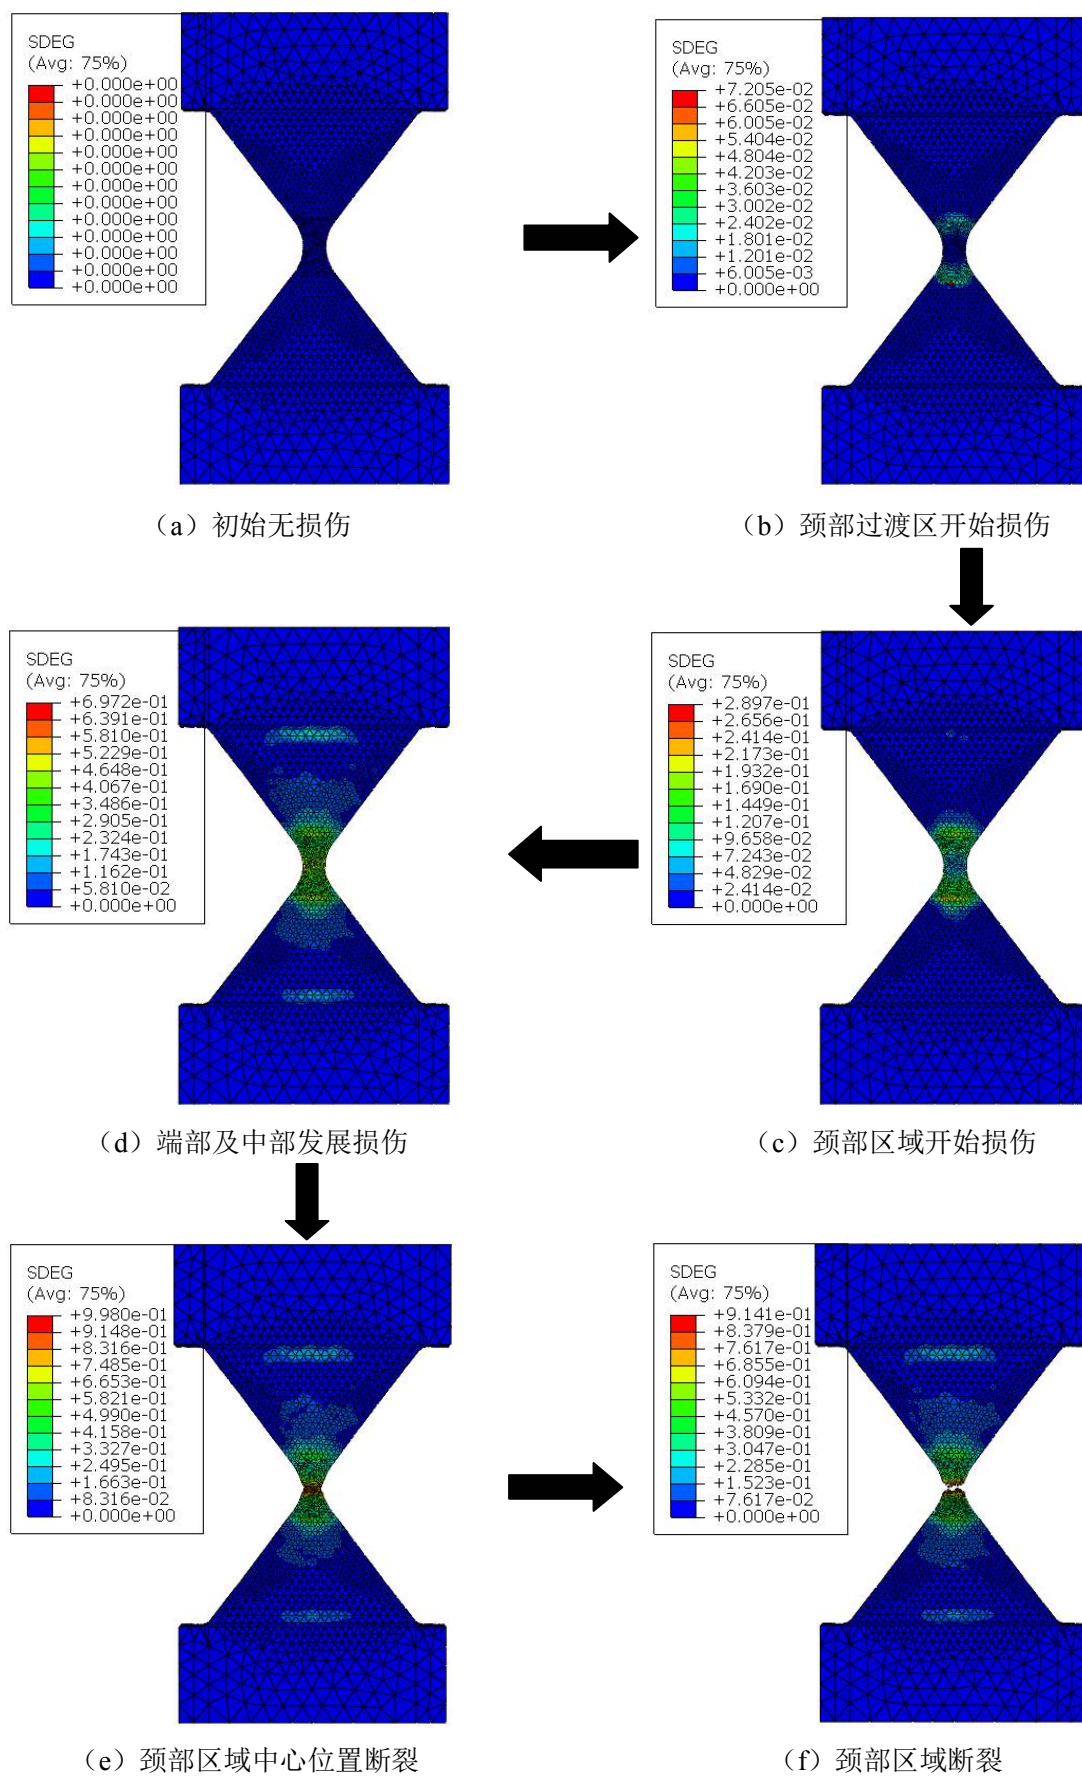 SDEG
(Avg: 75%)
+0.000e+00
+0.000e+00
+0.000e+00
+0.000e+00
+0.000e+00
+0.000e+00
+0.000e+00
+0.000e+00
+0.000e+00
+0.000e+00
+0.000e+00
+0.000e+00
+0.000e+00
（a）初始无损伤
SDEG
(Avg: 75%)
+7.205e-02
+6.605e-02
+6.005e-02
+5.404e-02
+4.804e-02
+4.203e-02
+3.603e-02
+3.002e-02
+2.402e-02
+1.801e-02
+1.201e-02
+6.005e-03
+0.000e+00
（b）颈部过渡区开始损伤
SDEG
(Avg: 75%)
+6.972e-01
+6.391e-01
+5.810e-01
+5.229e-01
+4.648e-01
+4.067e-01
+3.486e-01
+2.905e-01
+2.324e-01
+1.743e-01
+1.162e-01
+5.810e-02
+0.000e+00
（d）端部及中部发展损伤
SDEG
(Avg: 75%)
+2.897e-01
+2.656e-01
+2.414e-01
+2.173e-01
+1.932e-01
+1.690e-01
+1.449e-01
+1.207e-01
+9.658e-02
+7.243e-02
+4.829e-02
+2.414e-02
+0.000e+00
（c）颈部区域开始损伤
SDEG
(Avg: 75%)
+9.980e-01
+9.148e-01
+8.316e-01
+7.485e-01
+6.653e-01
+5.821e-01
+4.990e-01
+4.158e-01
+3.327e-01
+2.495e-01
+1.663e-01
+8.316e-02
+0.000e+00
（e）颈部区域中心位置断裂
SDEG
(Avg: 75%)
+9.141e-01
+8.379e-01
+7.617e-01
+6.855e-01
+6.094e-01
+5.332e-01
+4.570e-01
+3.809e-01
+3.047e-01
+2.285e-01
+1.523e-01
+7.617e-02
+0.000e+00
（f）颈部区域断裂